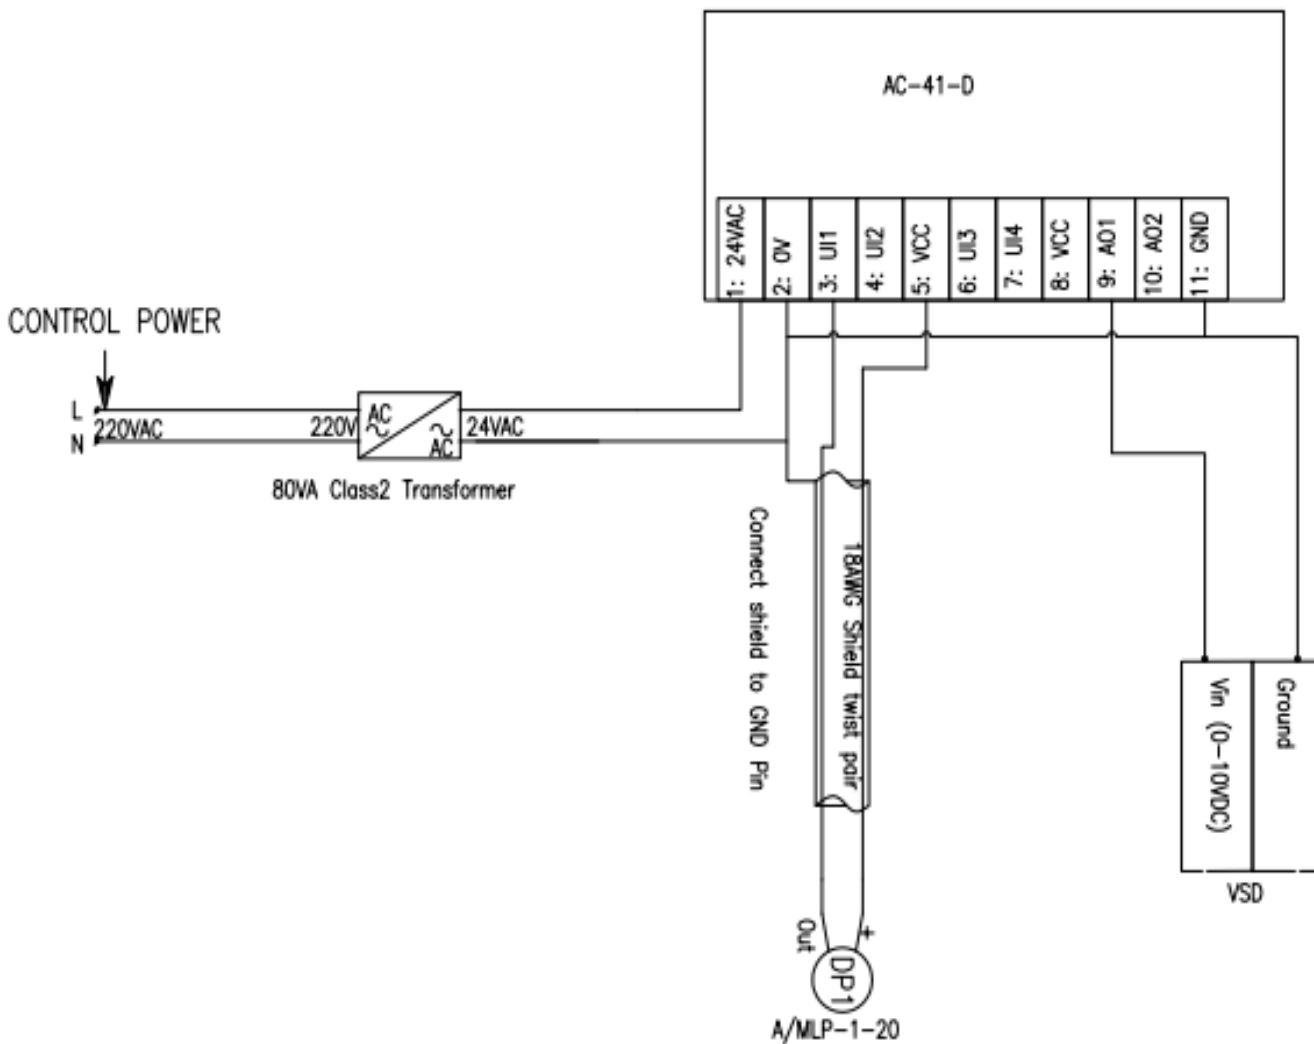 AC-41-D
1: 24VAC
2: 0V
3: UI1
4: UI2
5: VCC
6: UI3
7: UI4
8: VCC
9: AO1
10: AO2
11: GND
CONTROL POWER
L
220VAC
N
220V
AC
AC
24VAC
80VA Class2 Transformer
Connect shield to GND Pin
18AWG Shield twist pair
Vin (0-10VDC)
Ground
VSD
Out
+
DP1
A/MLP-1-20